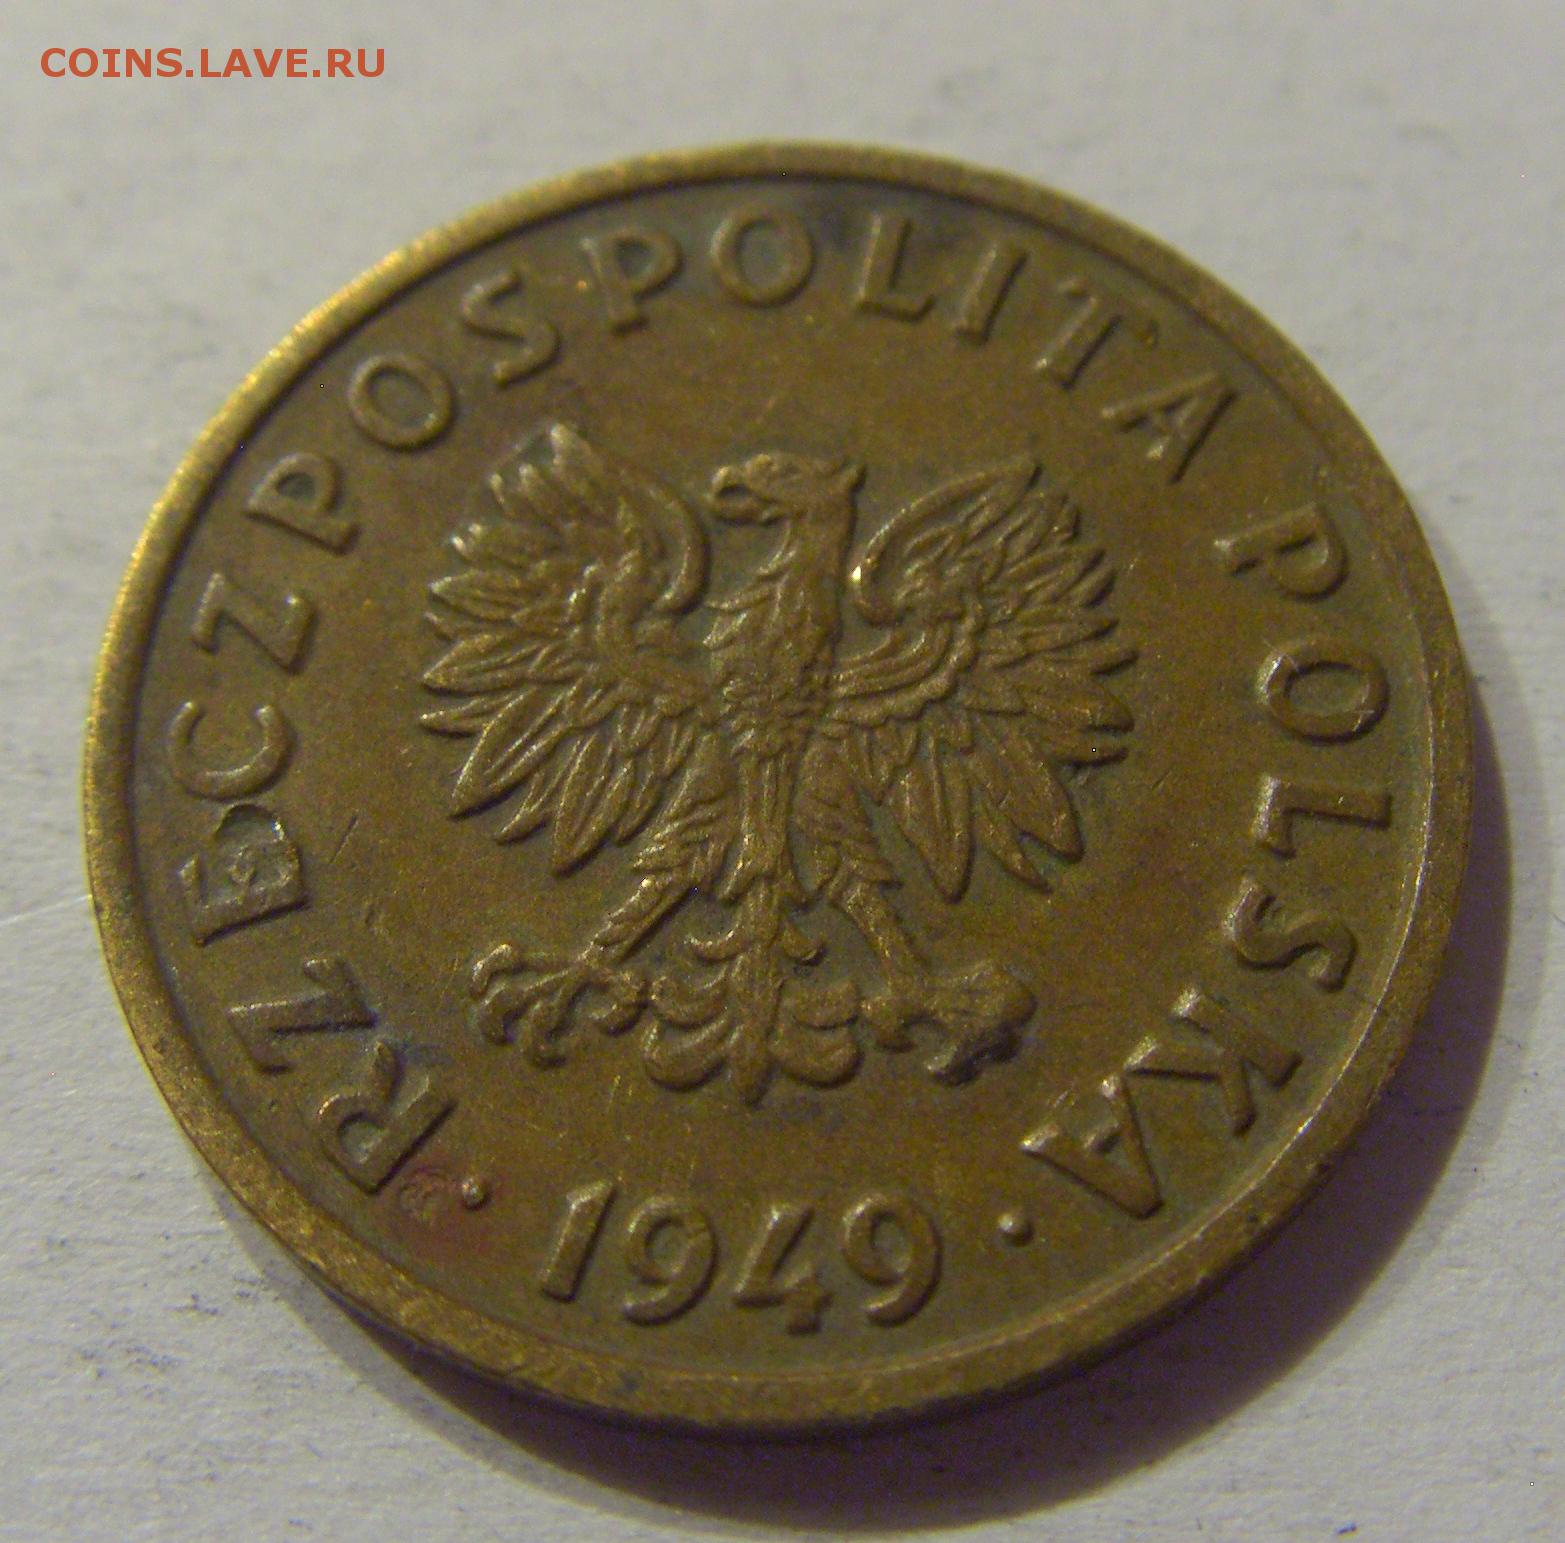 COINS.LAVE.RU
· RZECZPOSPOLITA POLSKA ·
1949